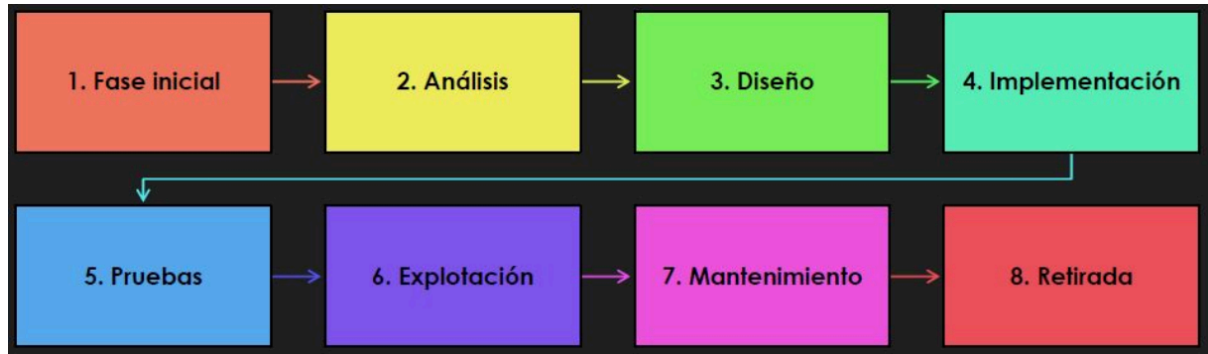 1. Fase inicial
2. Análisis
3. Diseño
4. Implementación
5. Pruebas
6. Explotación
7. Mantenimiento
8. Retirada